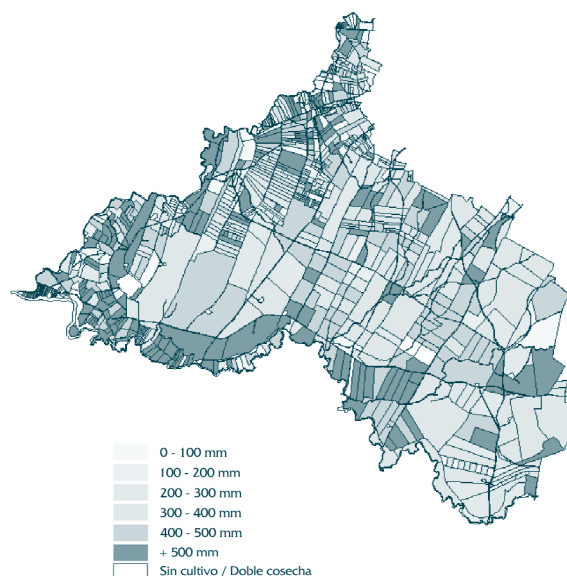 0 - 100 mm
100 - 200 mm
200 - 300 mm
300 - 400 mm
400 - 500 mm
+ 500 mm
Sin cultivo / Doble cosecha